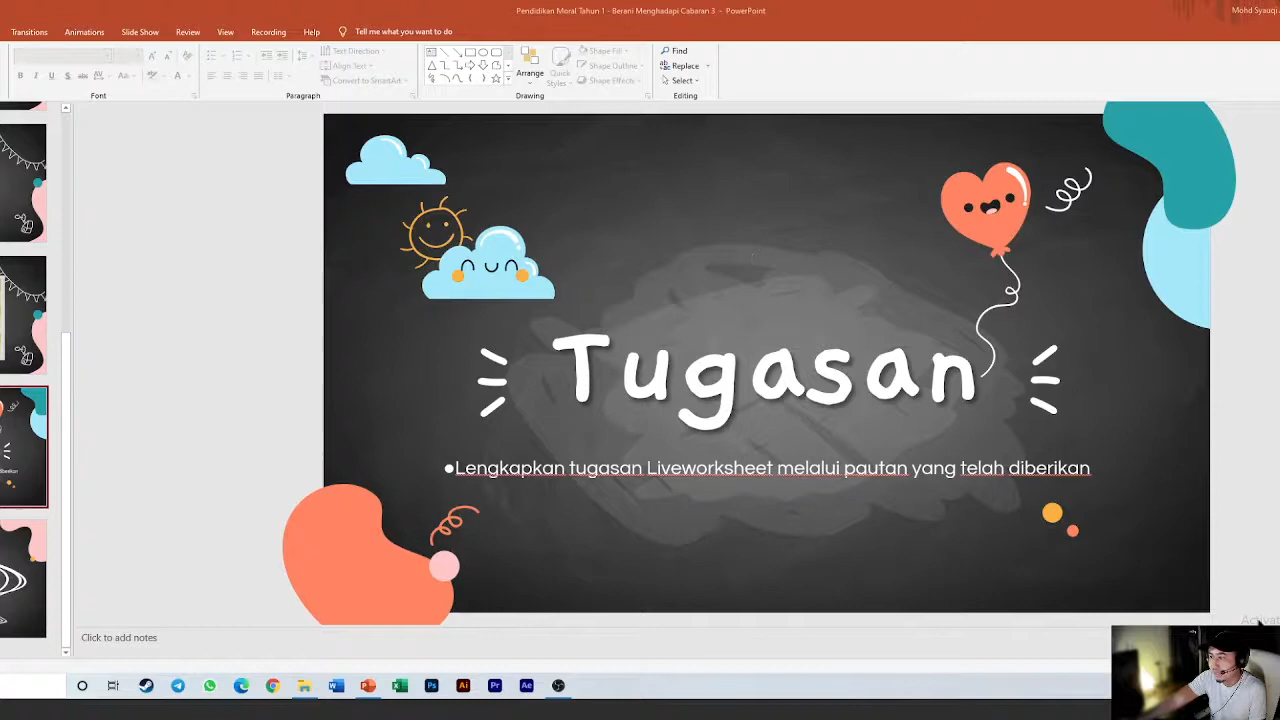 Pendidikan Moral Tahun 1 - Berani Menghadapi Cabaran 3 - PowerPoint
Mohd Syauqi
Transitions Animations Slide Show Review View Recording Help Tell me what you want to do
Text Direction
Align Text
Convert to SmartArt
Arrange
Quick Styles
Shape Fill
Shape Outline
Shape Effects
Find
Replace
Select
Font Paragraph Drawing Editing
Tugasan
●Lengkapkan tugasan Liveworksheet melalui pautan yang telah diberikan
Click to add notes